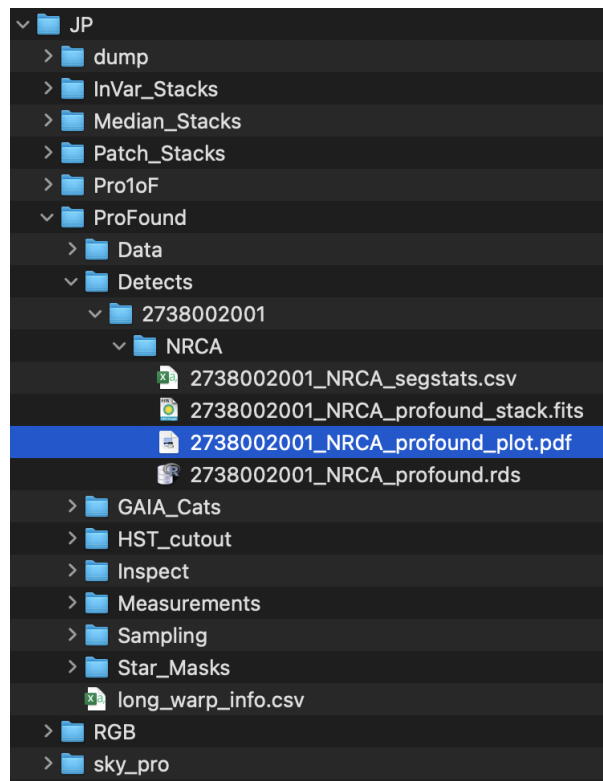 JP
dump
InVar_Stacks
Median_Stacks
Patch_Stacks
Pro1oF
ProFound
Data
Detects
2738002001
NRCA
2738002001_NRCA_segstats.csv
2738002001_NRCA_profound_stack.fits
2738002001_NRCA_profound_plot.pdf
2738002001_NRCA_profound.rds
GAIA_Cats
HST_cutout
Inspect
Measurements
Sampling
Star_Masks
long_warp_info.csv
RGB
sky_pro